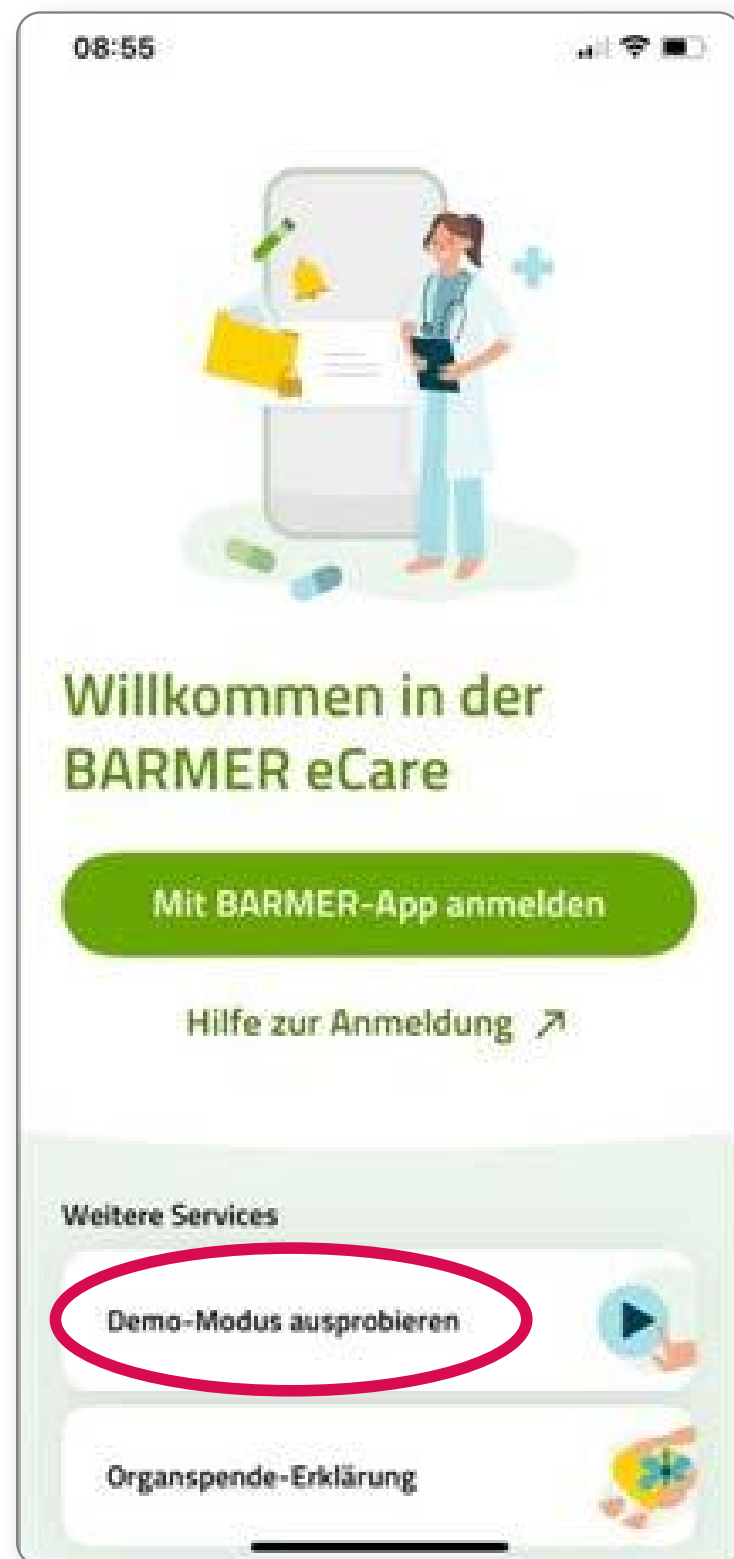 08:55
Willkommen in der
BARMER eCare
Mit BARMER-App anmelden
Hilfe zur Anmeldung
Weitere Services
Demo-Modus ausprobieren
Organspende-Erklärung